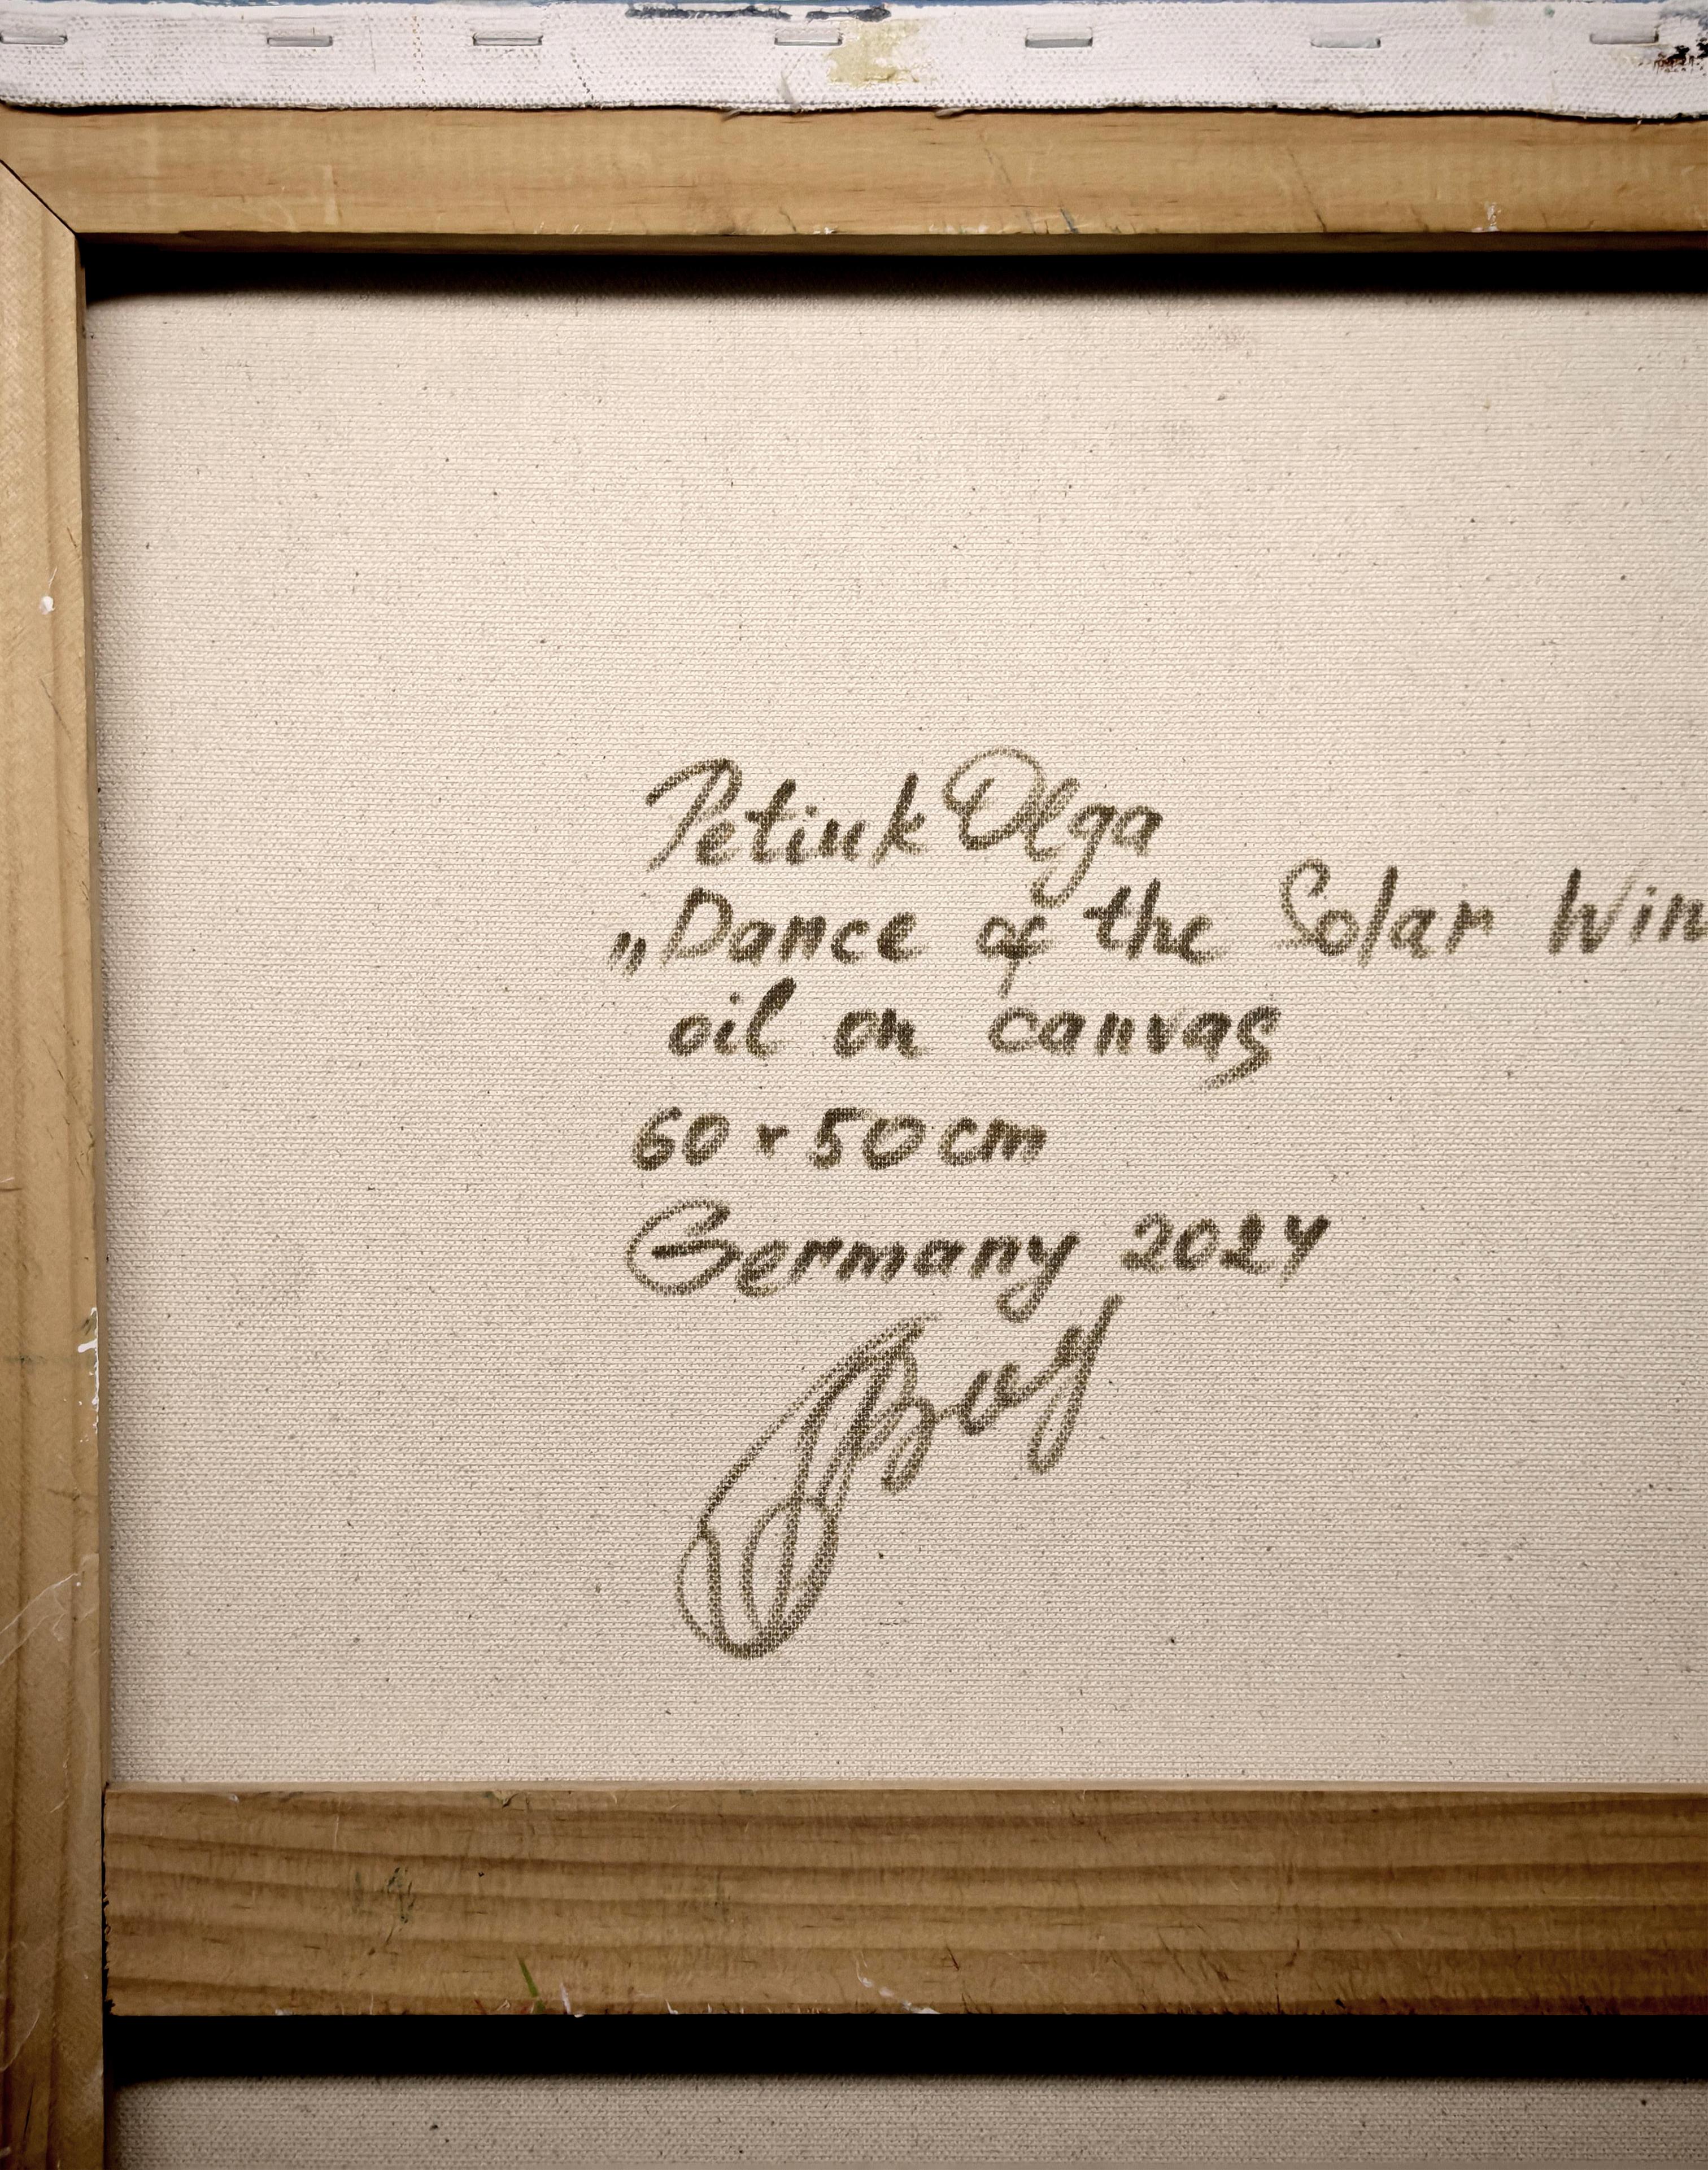 Petiuk Olga
„Dance of the Solar Win
oil on canvas
60 x 50 cm
Germany 2024